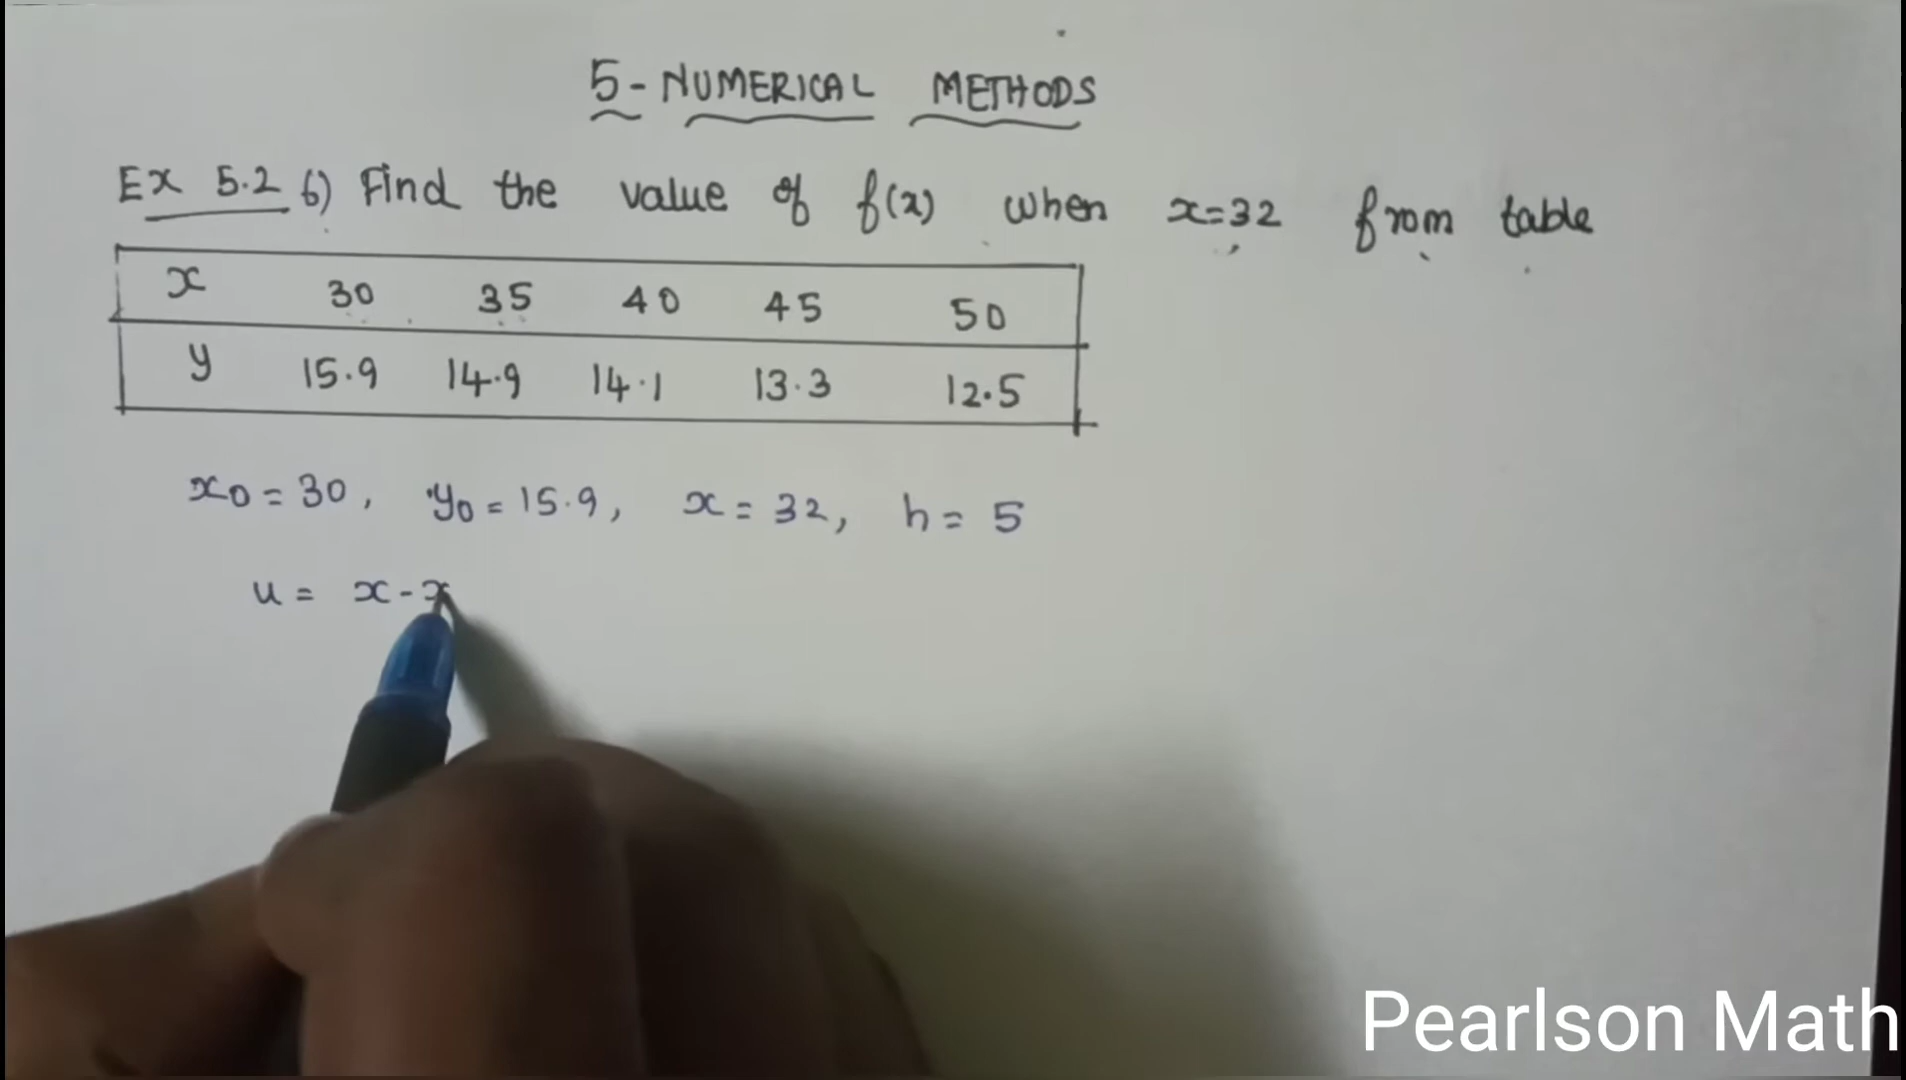 5-NUMERICAL METHODS
Ex 5.2 6) Find the value of f(x) when x=32 from table
x 30 35 40 45 50
y 15.9 14.9 14.1 13.3 12.5
x0=30, y0=15.9, x=32, h=5
u= x-x
Pearlson Math